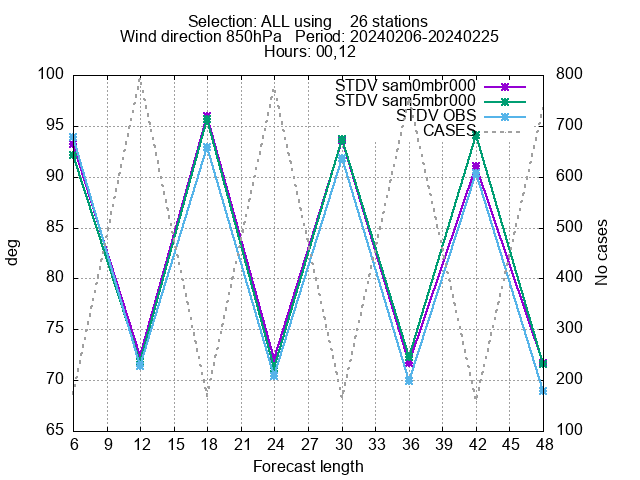 Selection: ALL using    26 stations
Wind direction 850hPa   Period: 20240206-20240225
Hours: 00,12
STDV sam0mbr000
STDV sam5mbr000
STDV OBS
CASES
100
95
90
85
80
75
70
65
deg
800
700
600
500
400
300
200
100
No cases
6 9 12 15 18 21 24 27 30 33 36 39 42 45 48
Forecast length